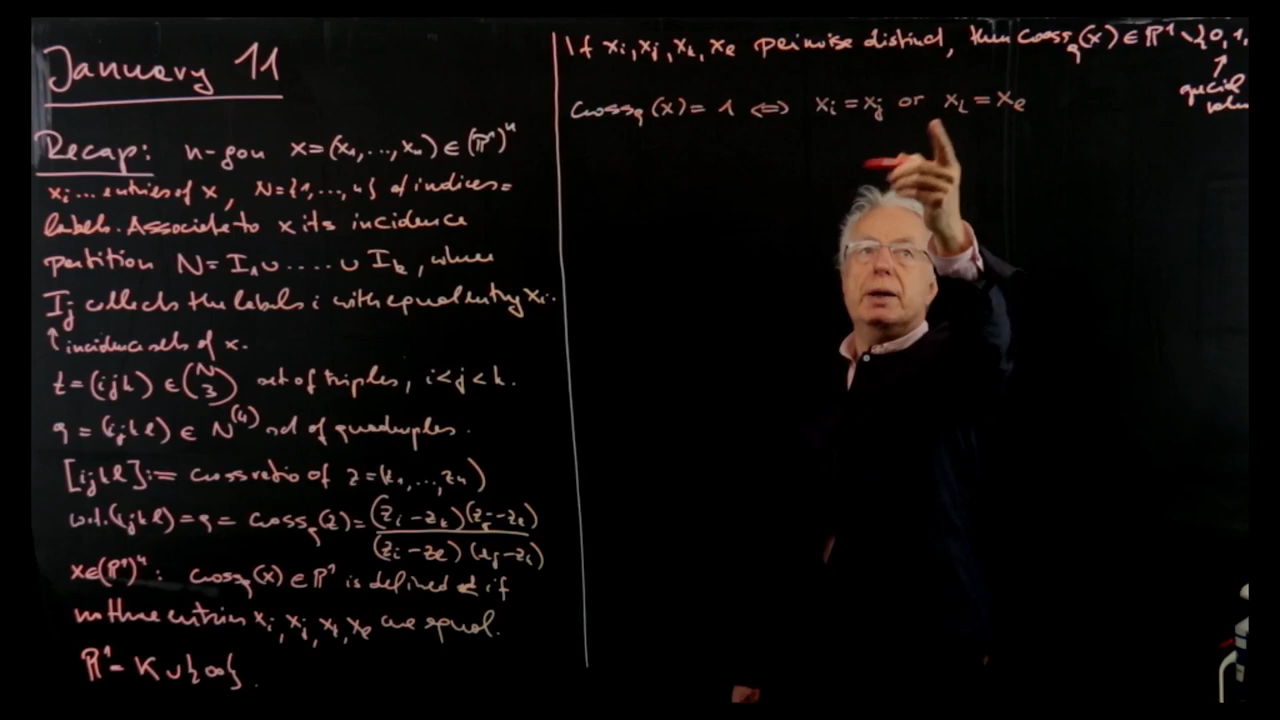 January 11
Recap: n-gon x=(x₁,...,xₙ) ∈ (ℙ¹)ⁿ
xᵢ... entries of x, N={1,...,n} of indices=
labels. Associate to x its incidence
partition N= I₁ ∪ ..... ∪ Iₖ, where
Iⱼ collects the labels i with equal entry xᵢ.
↑ incidence sets of x.
t=(ijk) ∈ (N 3) set of triples, i<j<k.
q=(ijkl) ∈ N⁽⁴⁾ set of quadruples.
[ijkl]:= cross ratio of z=(z₁,...,zₙ)
w.r.t. (ijkl)=q = cross_q(z)= (zᵢ-zₖ)(zⱼ-zₗ) / (zᵢ-zₗ)(zⱼ-zₖ)
x∈(ℙ¹)ⁿ: cross_q(x) ∈ ℙ¹ is defined if
no three entries xᵢ, xⱼ, xₖ, xₗ are equal.
ℙ¹= K ∪ {∞}.
If xᵢ, xⱼ, xₖ, xₗ pairwise distinct, then cross_q(x) ∈ ℙ¹ \ {0, 1,
↑
special
cross_q(x) = 1 ⇔ xᵢ = xⱼ or xₖ = xₗ